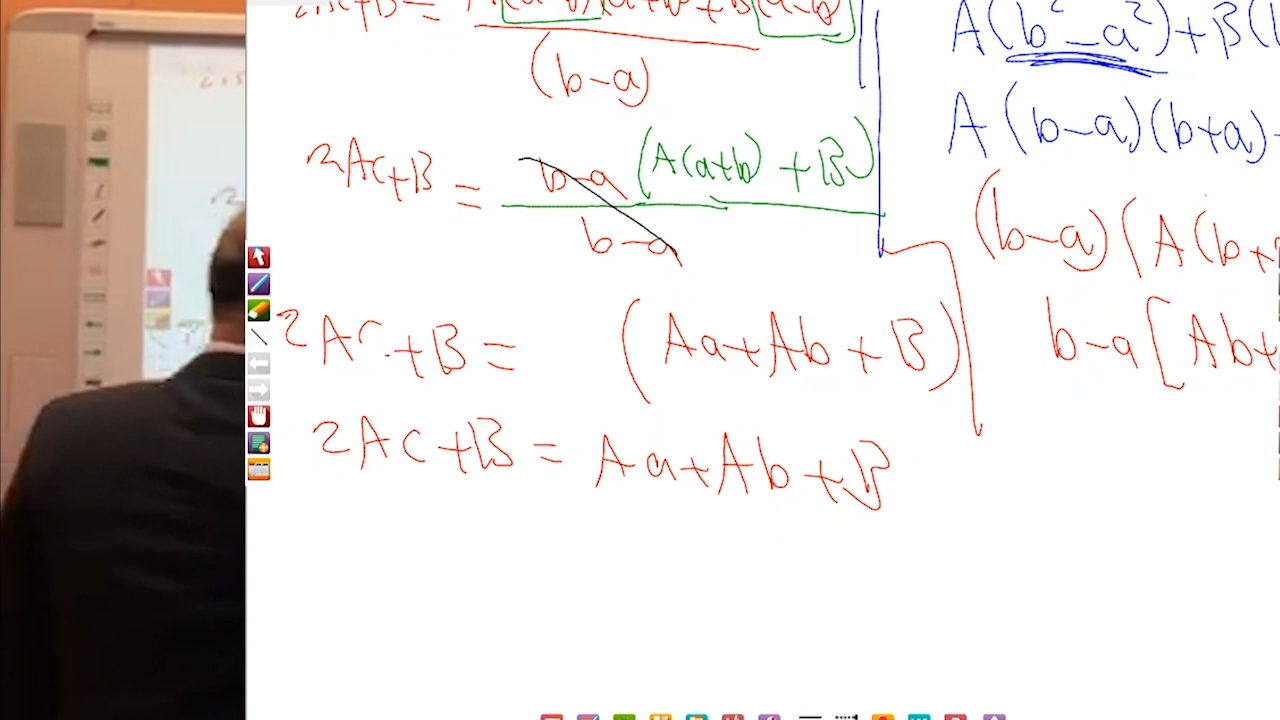 (b-a)
2Ac+B = b-a (A(a+b) + B)
b-a
2Ac+B = (Aa+Ab+B)
2Ac+B = Aa+Ab+B
A(b²-a²)+B(
A(b-a)(b+a)
(b-a)(A(b+
b-a[Ab+